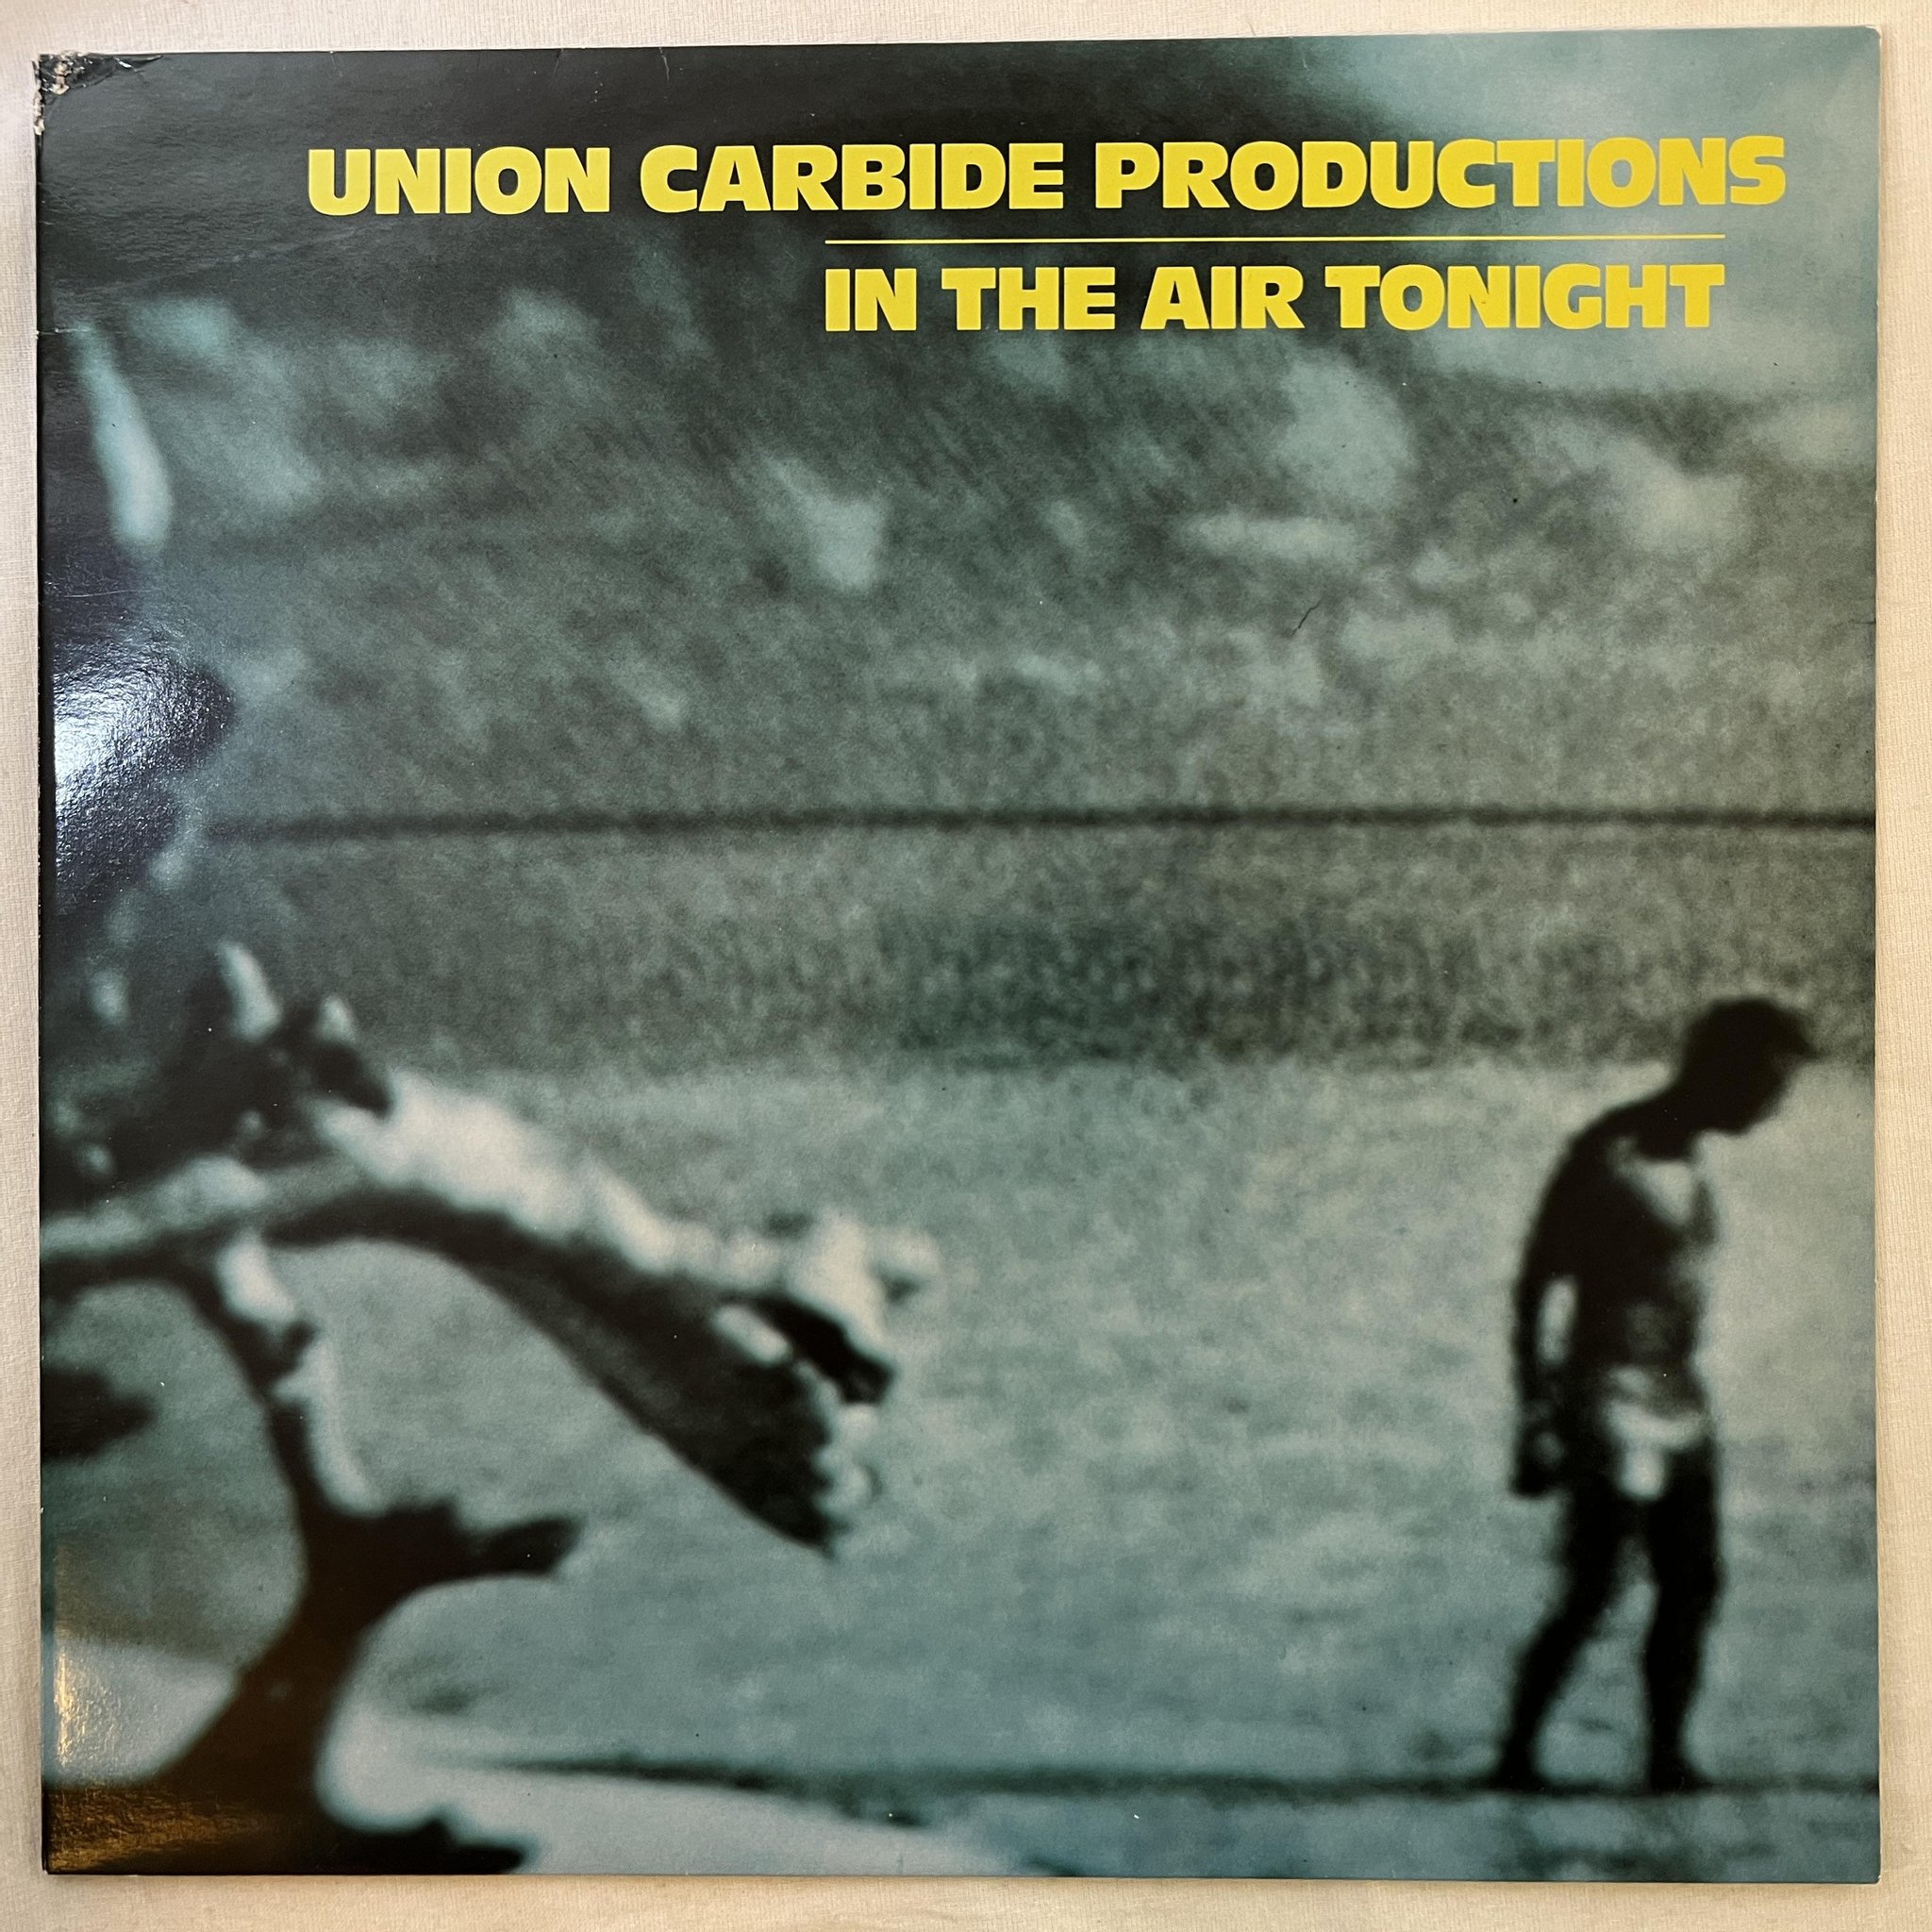 UNION CARBIDE PRODUCTIONS
IN THE AIR TONIGHT